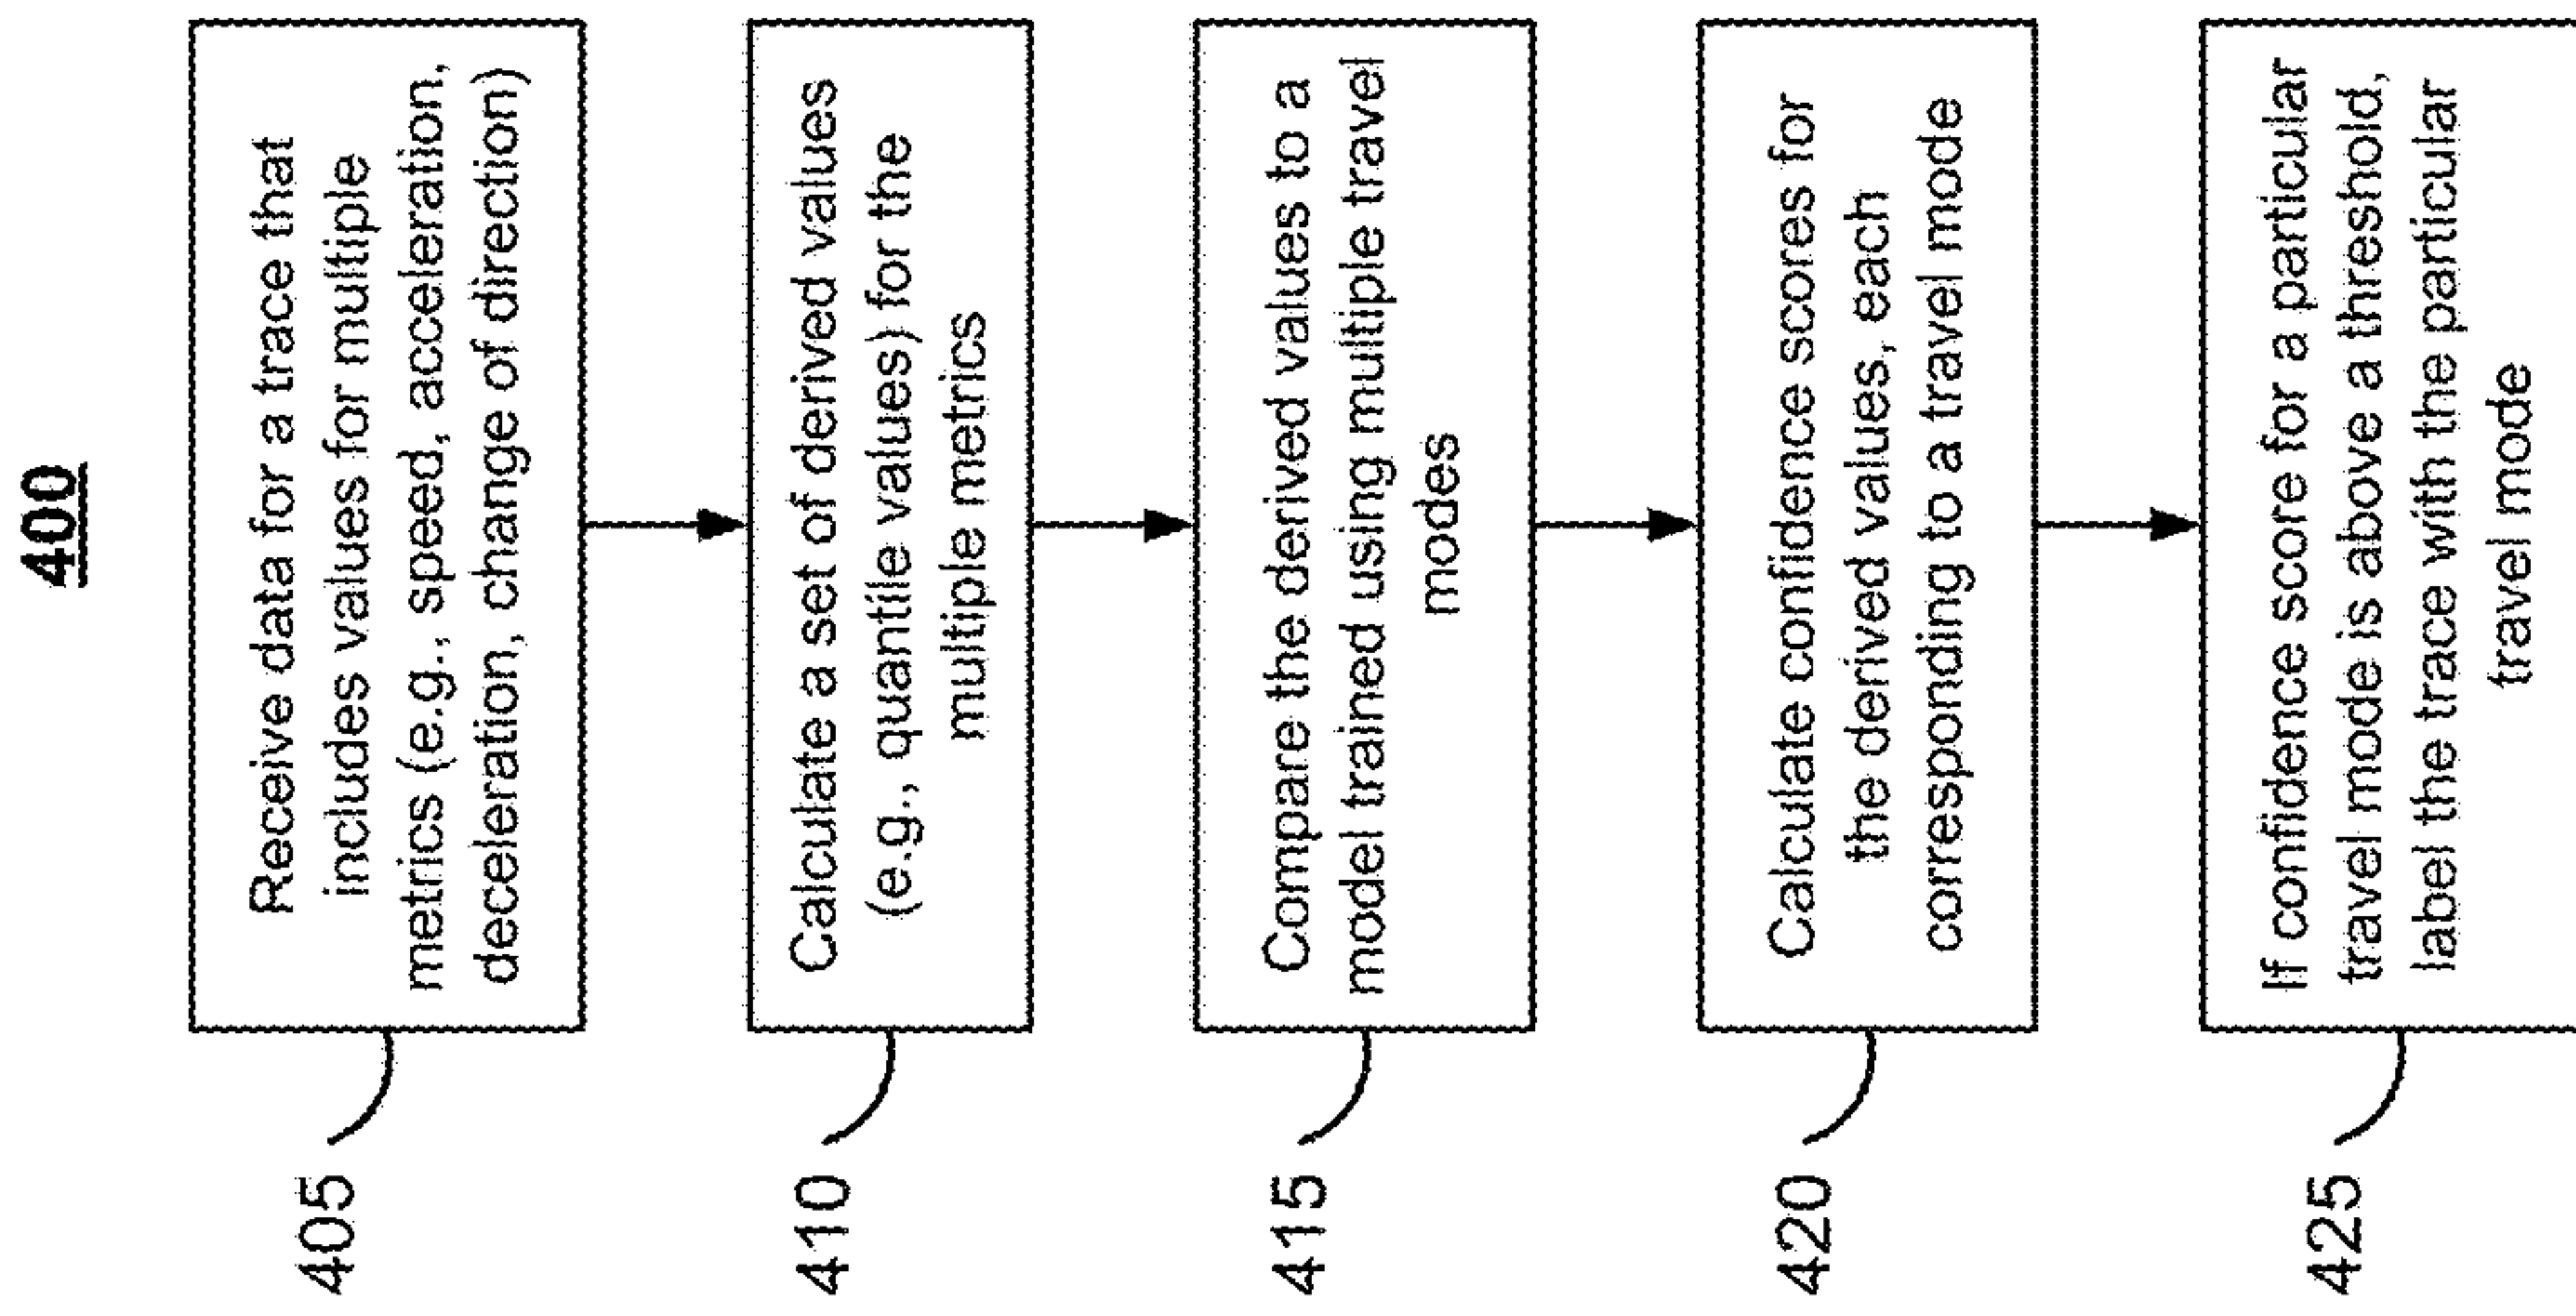 400
405
Receive data for a trace that
includes values for multiple
metrics (e.g., speed, acceleration,
deceleration, change of direction)
410
Calculate a set of derived values
(e.g., quantile values) for the
multiple metrics
415
Compare the derived values to a
model trained using multiple travel
modes
420
Calculate confidence scores for
the derived values, each
corresponding to a travel mode
425
If confidence score for a particular
travel mode is above a threshold,
label the trace with the particular
travel mode